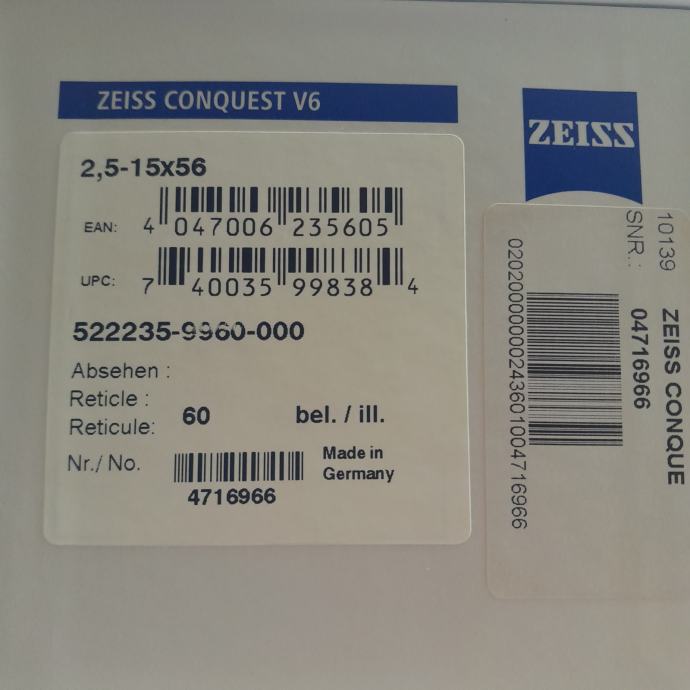 ZEISS CONQUEST V6
ZEISS
2,5-15x56
EAN: 4 047006 235605
UPC: 7 40035 99838 4
522235-9960-000
Absehen :
Reticle :
Reticule: 60 bel. / ill.
Nr./ No. 4716966
Made in
Germany
10139
SNR.:
ZEISS CONQUE
04716966
02020000000243601004716966